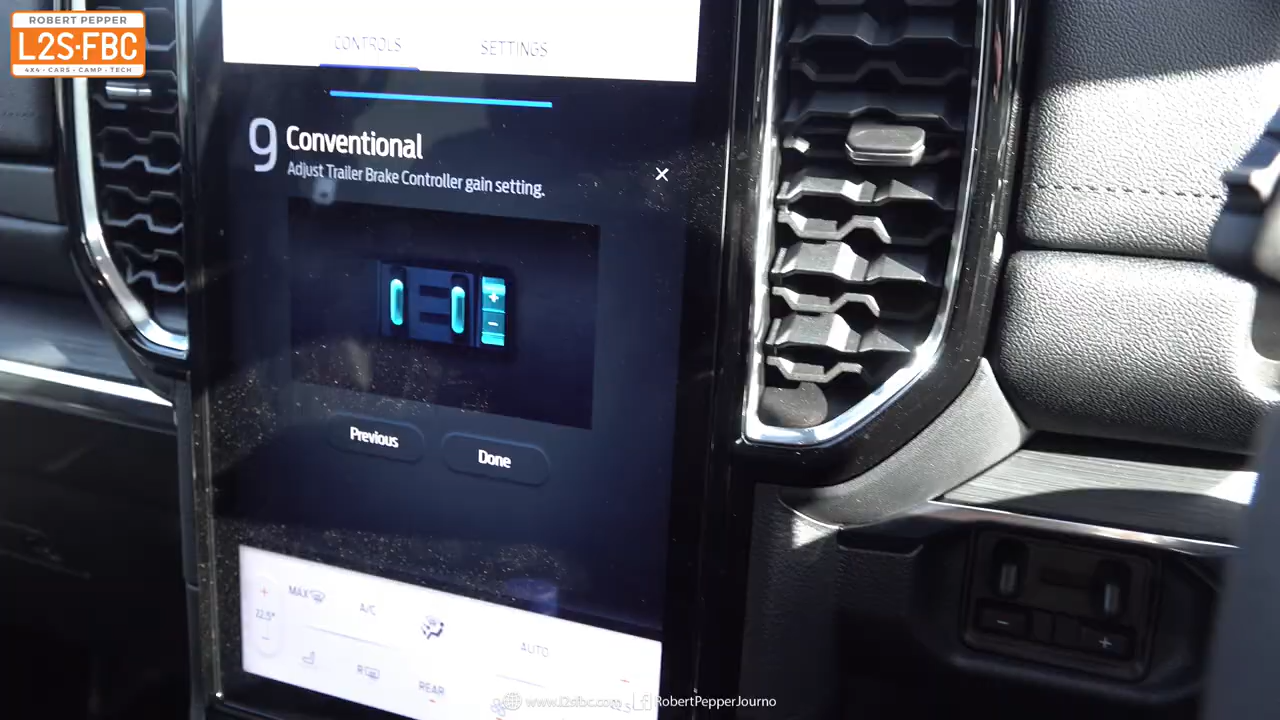 ROBERT PEPPER
L2S·FBC
4X4 • CARS • CAMP • TECH
CONTROLS
SETTINGS
9
Conventional
Adjust Trailer Brake Controller gain setting.
×
+
−
Previous
Done
+
MAX
A/C
22.5°
−
AUTO
R
REAR
−
+
www.l2sfbc.com
RobertPepperJourno